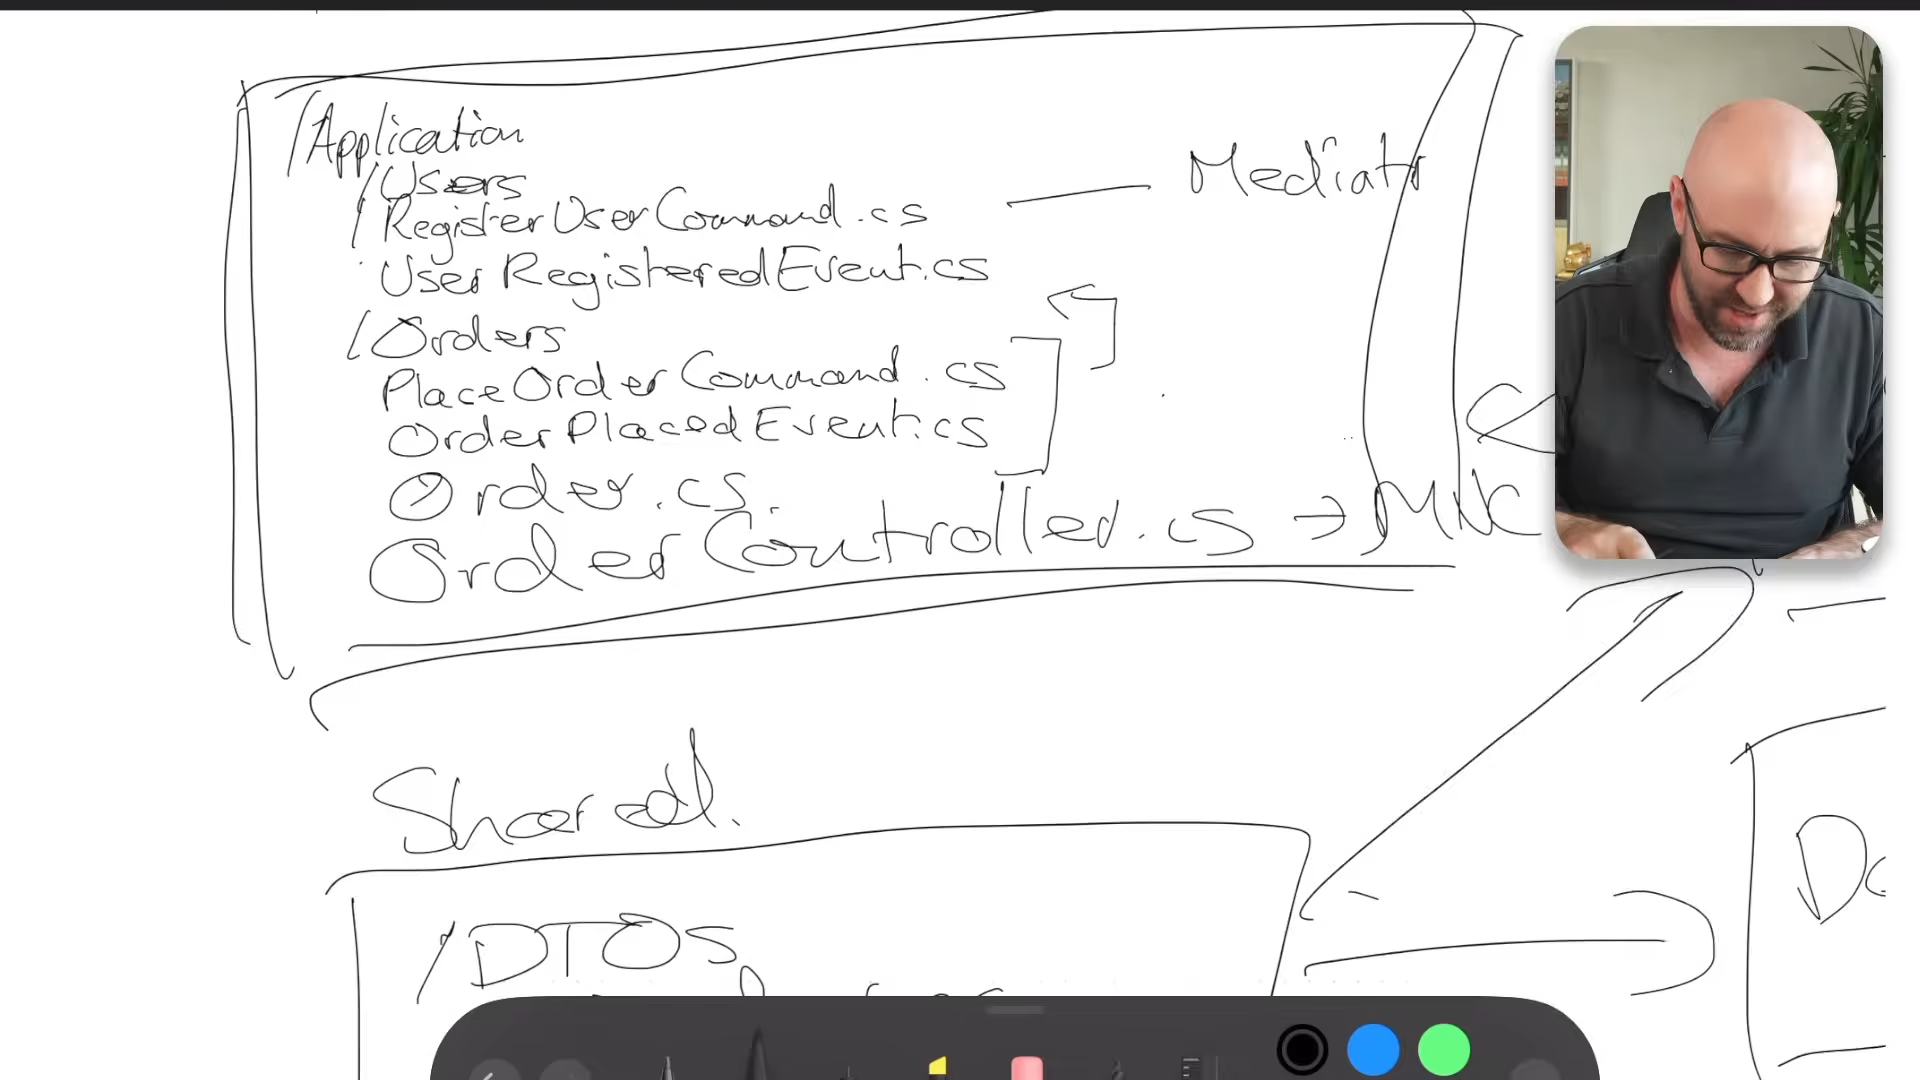 /Application
/Users
/RegisterUserCommand.cs
Mediatr
UserRegisteredEvent.cs
/Orders
PlaceOrderCommand.cs
OrderPlacedEvent.cs
Order.cs
OrderController.cs → MVC
Shared
/DTOS